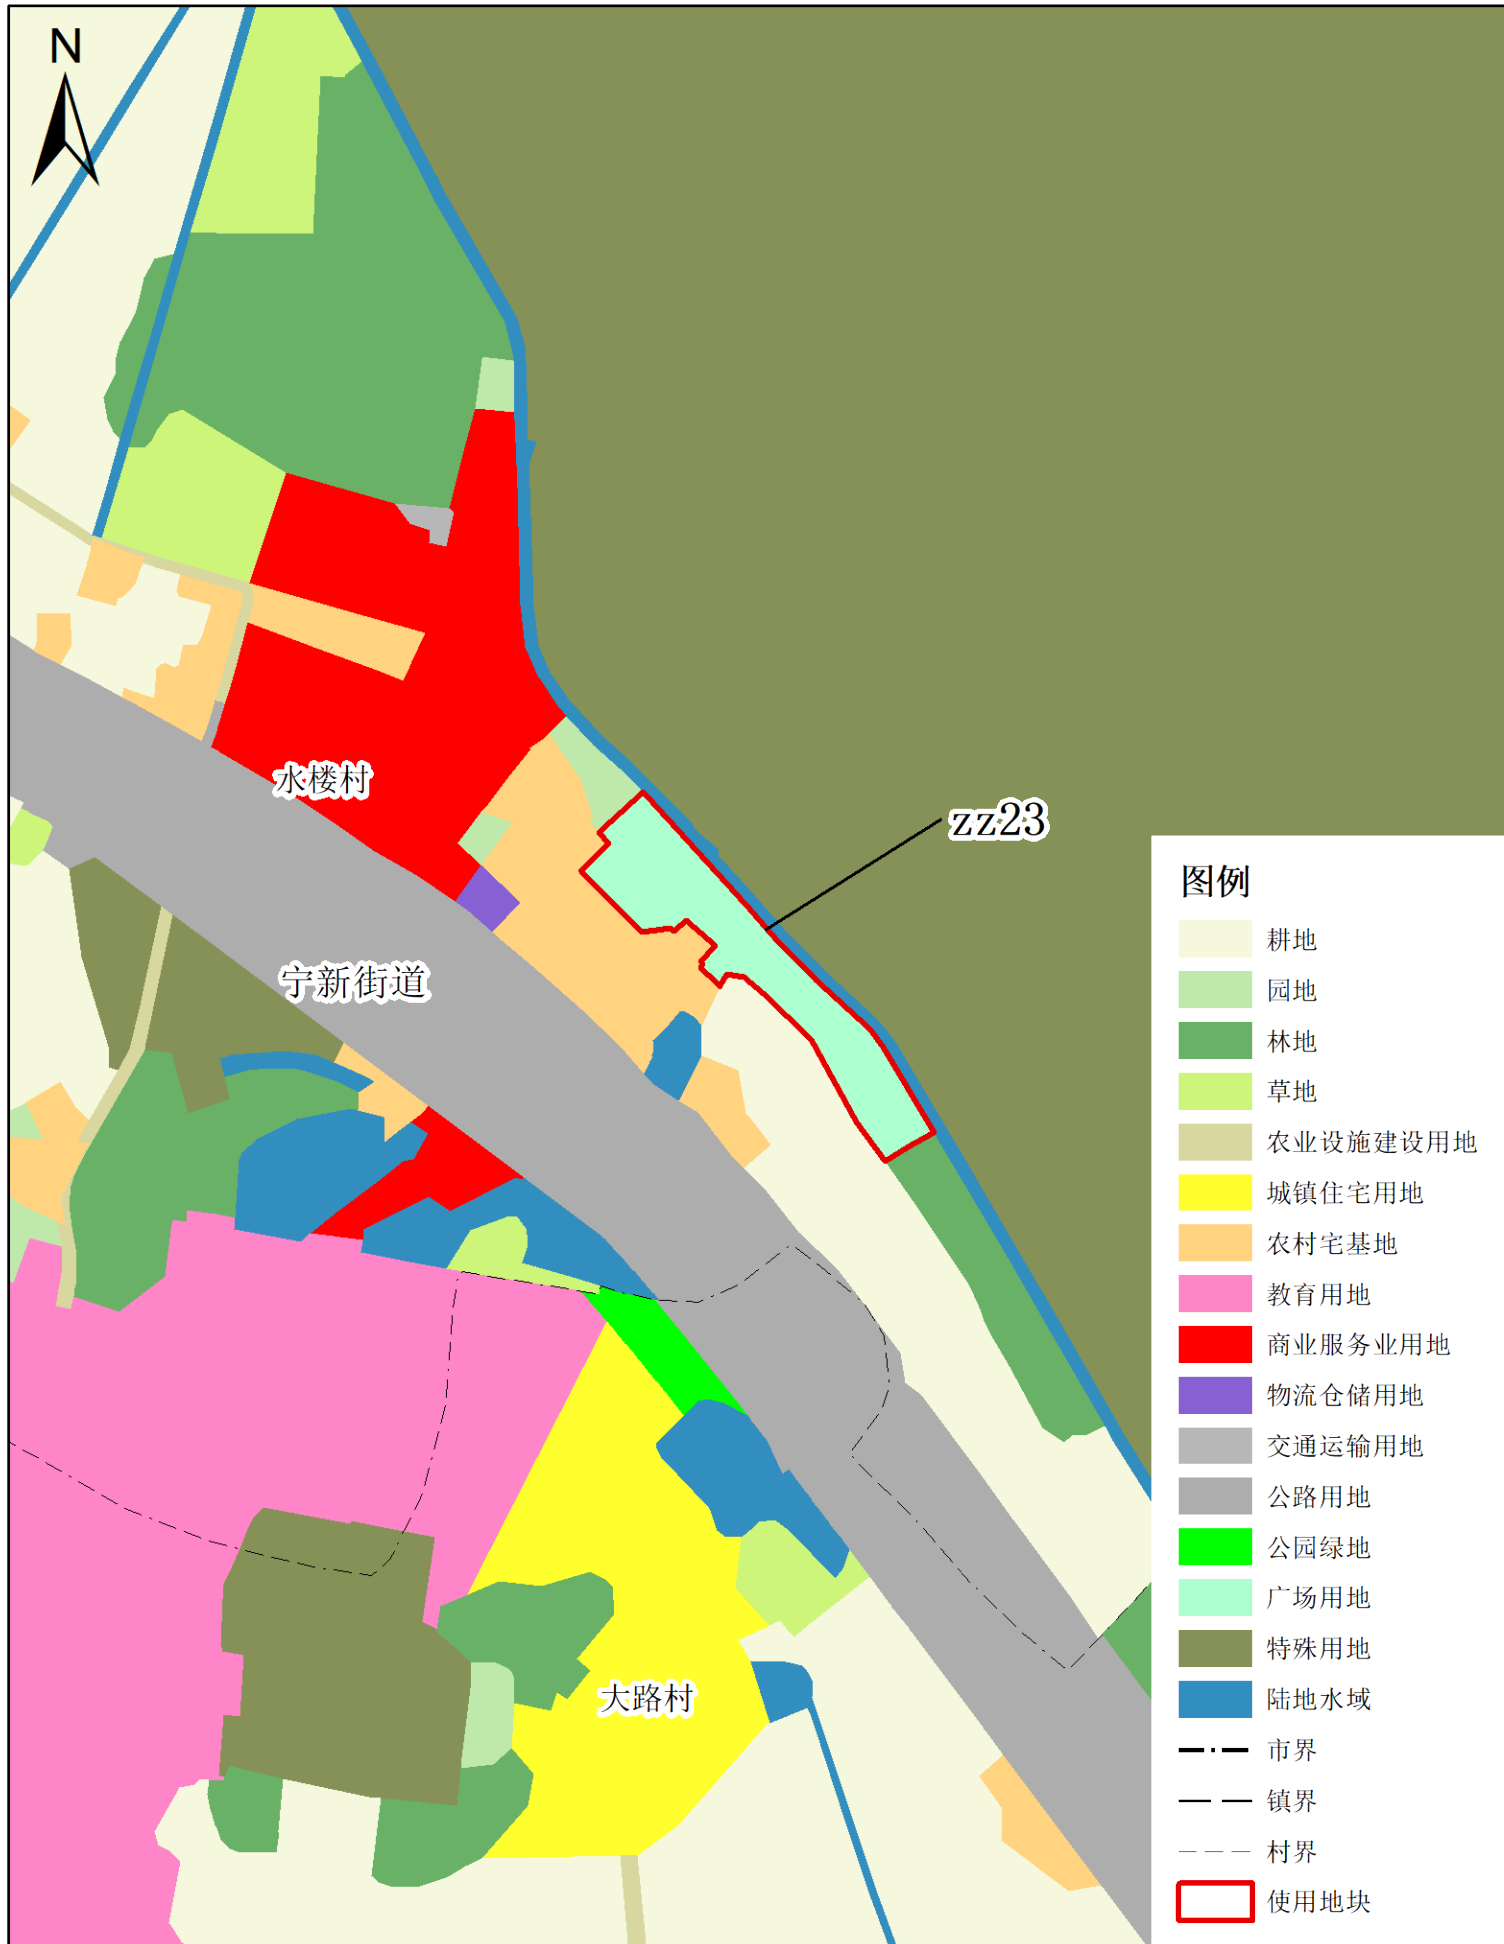 N
水楼村
zz23
宁新街道
大路村
图例
耕地
园地
林地
草地
农业设施建设用地
城镇住宅用地
农村宅基地
教育用地
商业服务业用地
物流仓储用地
交通运输用地
公路用地
公园绿地
广场用地
特殊用地
陆地水域
市界
镇界
村界
使用地块